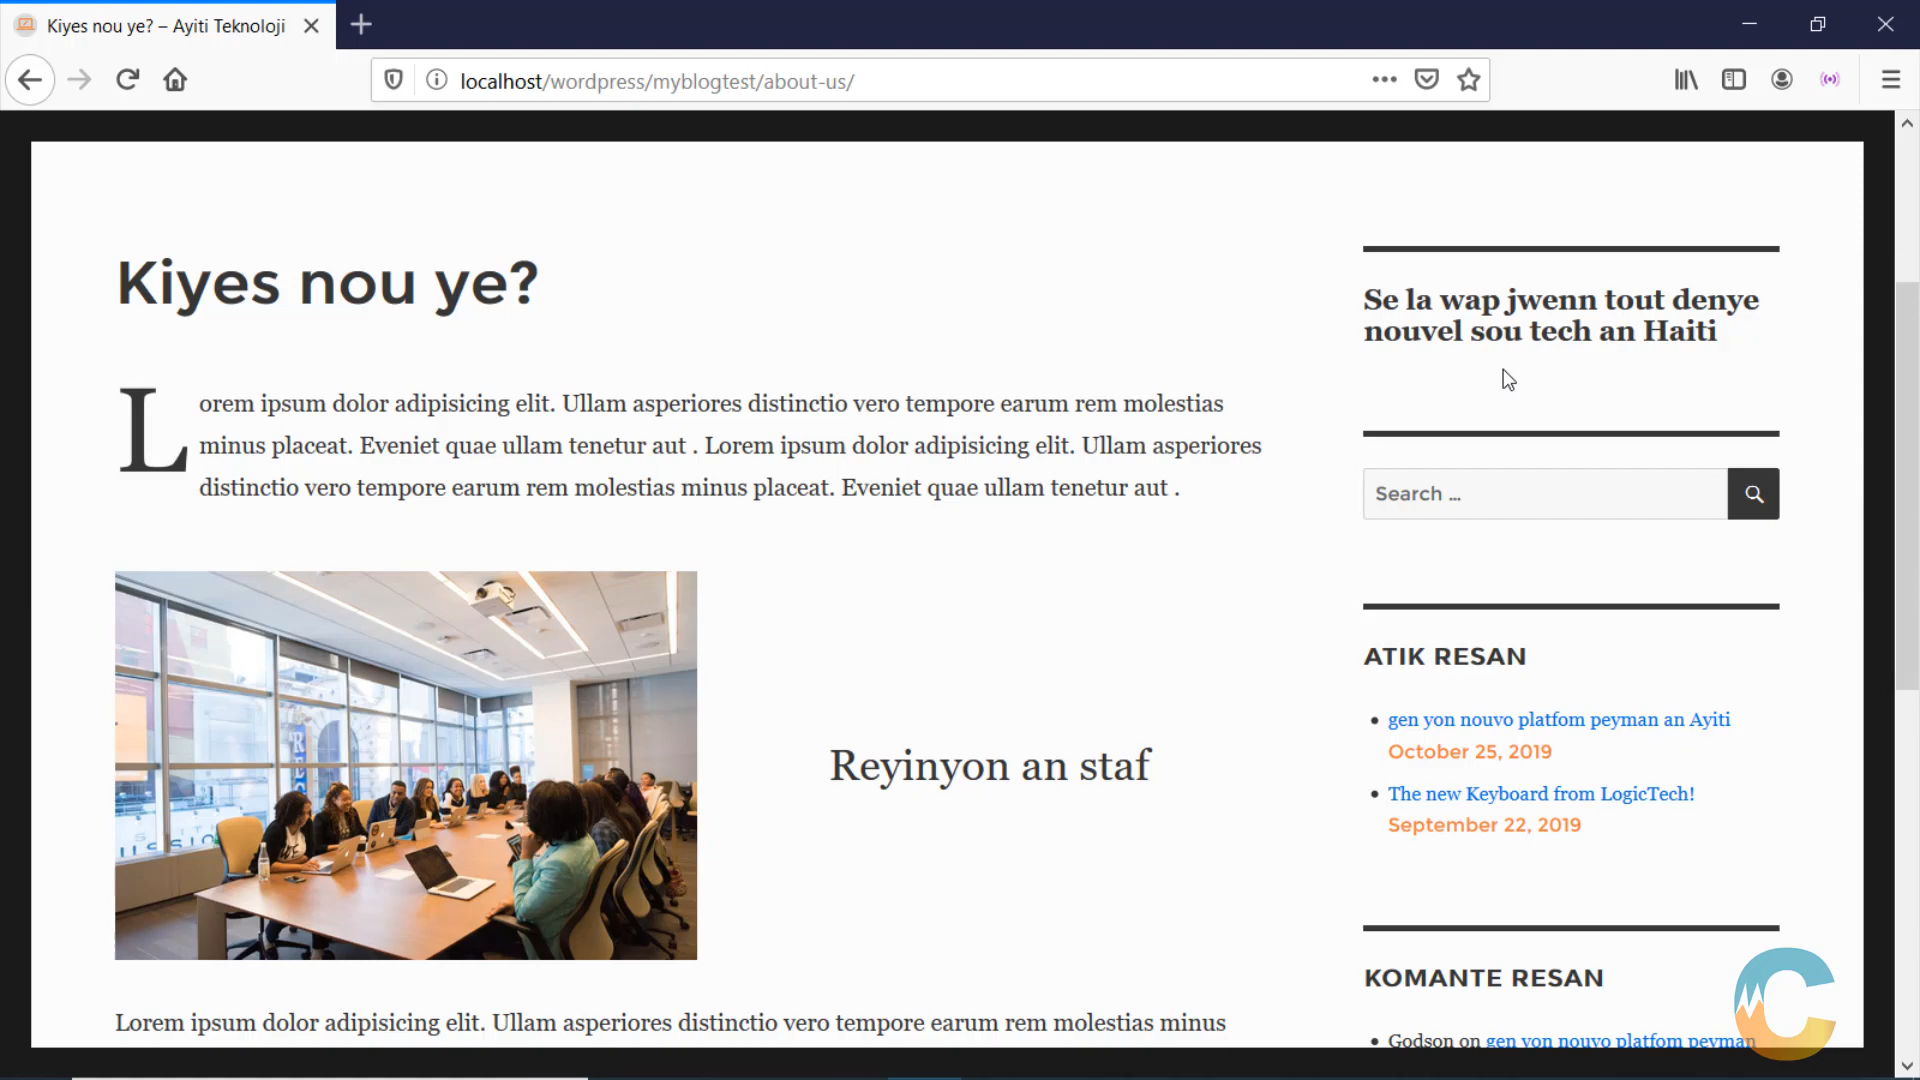 Kiyes nou ye? – Ayiti Teknoloji
localhost/wordpress/myblogtest/about-us/
Kiyes nou ye?
Lorem ipsum dolor adipisicing elit. Ullam asperiores distinctio vero tempore earum rem molestias
minus placeat. Eveniet quae ullam tenetur aut . Lorem ipsum dolor adipisicing elit. Ullam asperiores
distinctio vero tempore earum rem molestias minus placeat. Eveniet quae ullam tenetur aut .
Reyinyon an staf
Lorem ipsum dolor adipisicing elit. Ullam asperiores distinctio vero tempore earum rem molestias minus
Se la wap jwenn tout denye
nouvel sou tech an Haiti
Search ...
ATIK RESAN
gen yon nouvo platfom peyman an Ayiti
October 25, 2019
The new Keyboard from LogicTech!
September 22, 2019
KOMANTE RESAN
Godson on gen yon nouvo platfom peyman
C